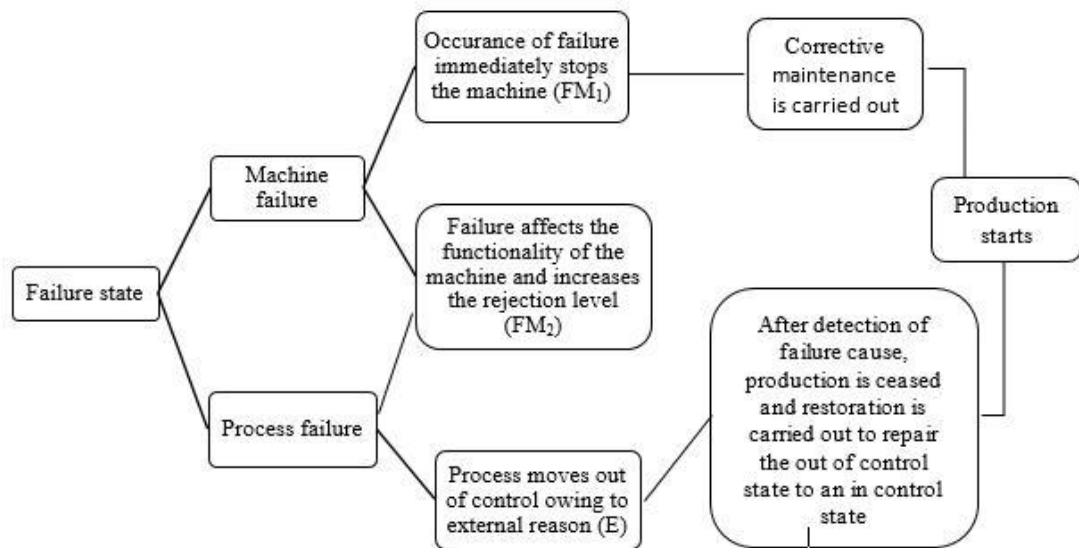 Failure state
Machine
failure
Process failure
Occurance of failure
immediately stops
the machine (FM₁)
Failure affects the
functionality of the
machine and increases
the rejection level
(FM₂)
Process moves out
of control owing to
external reason (E)
Corrective
maintenance
is carried out
After detection of
failure cause,
production is ceased
and restoration is
carried out to repair
the out of control
state to an in control
state
Production
starts